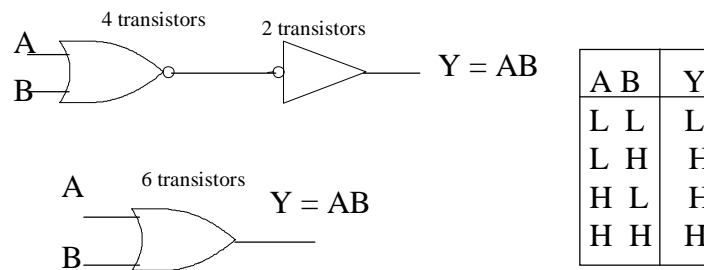 4 transistors
2 transistors
A
B
Y = AB
6 transistors
A
B
Y = AB
A B Y
L L L
L H H
H L H
H H H